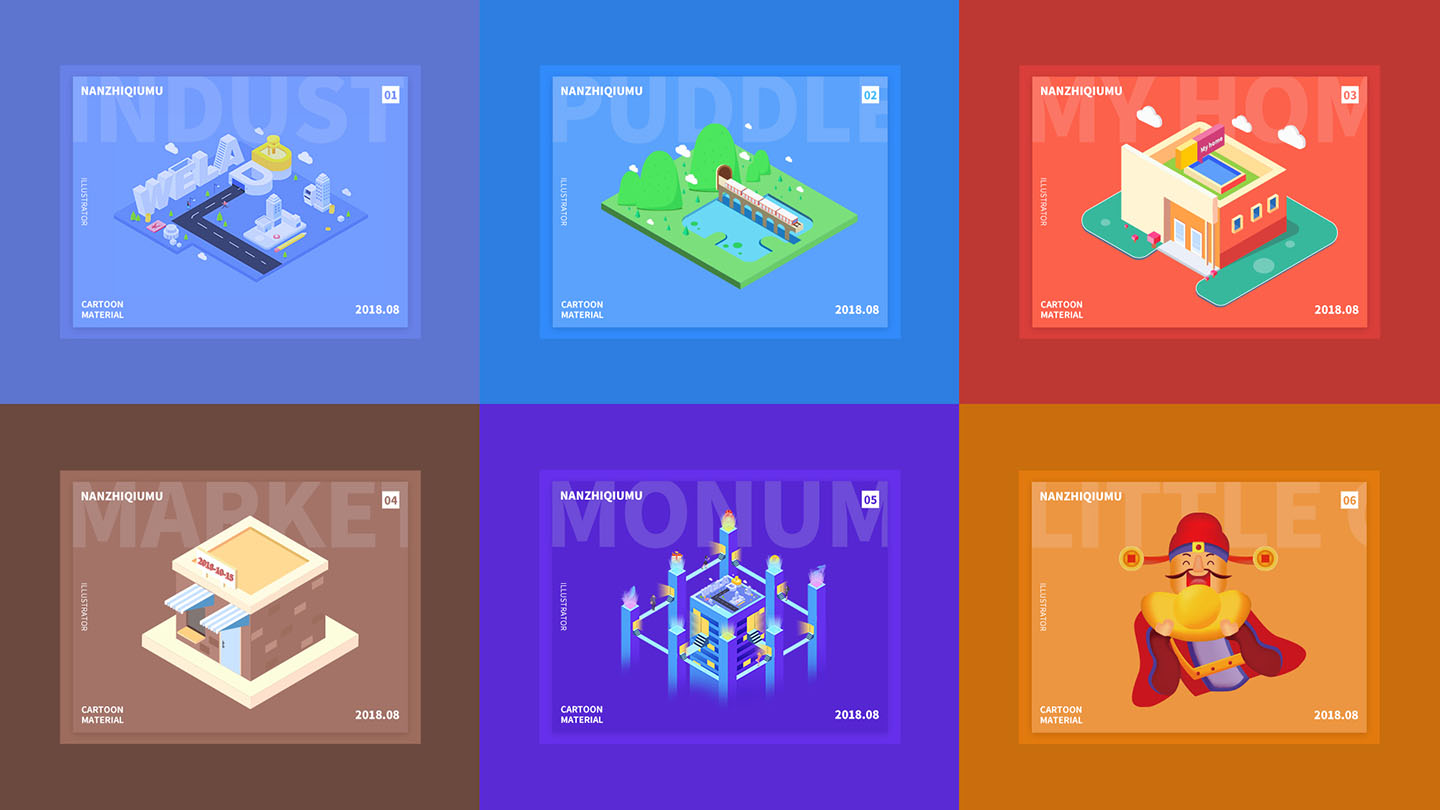 INDUST
NANZHIQIUMU
01
ILLUSTRATOR
WELA
CARTOON
MATERIAL
2018.08
PUDDLE
NANZHIQIUMU
02
ILLUSTRATOR
CARTOON
MATERIAL
2018.08
MY HOM
NANZHIQIUMU
03
My home
ILLUSTRATOR
CARTOON
MATERIAL
2018.08
MARKET
NANZHIQIUMU
04
2018-10-15
ILLUSTRATOR
CARTOON
MATERIAL
2018.08
MONUM
NANZHIQIUMU
05
ILLUSTRATOR
CARTOON
MATERIAL
2018.08
LITTLE
NANZHIQIUMU
06
ILLUSTRATOR
CARTOON
MATERIAL
2018.08